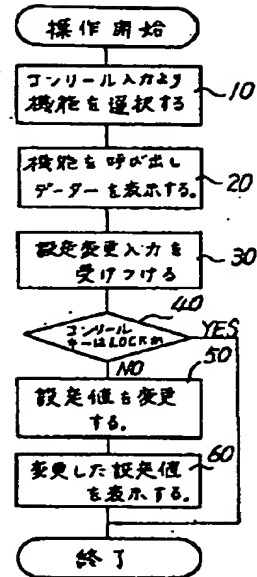 操作開始
コンソール入力より
機能を選択する
10
機能を呼び出し
データーを表示する。
20
設定変更入力を
受けつける
30
40
コンソール
キーはLOCKか
YES
NO
50
設定値を変更
する。
60
変更した設定値
を表示する。
終了